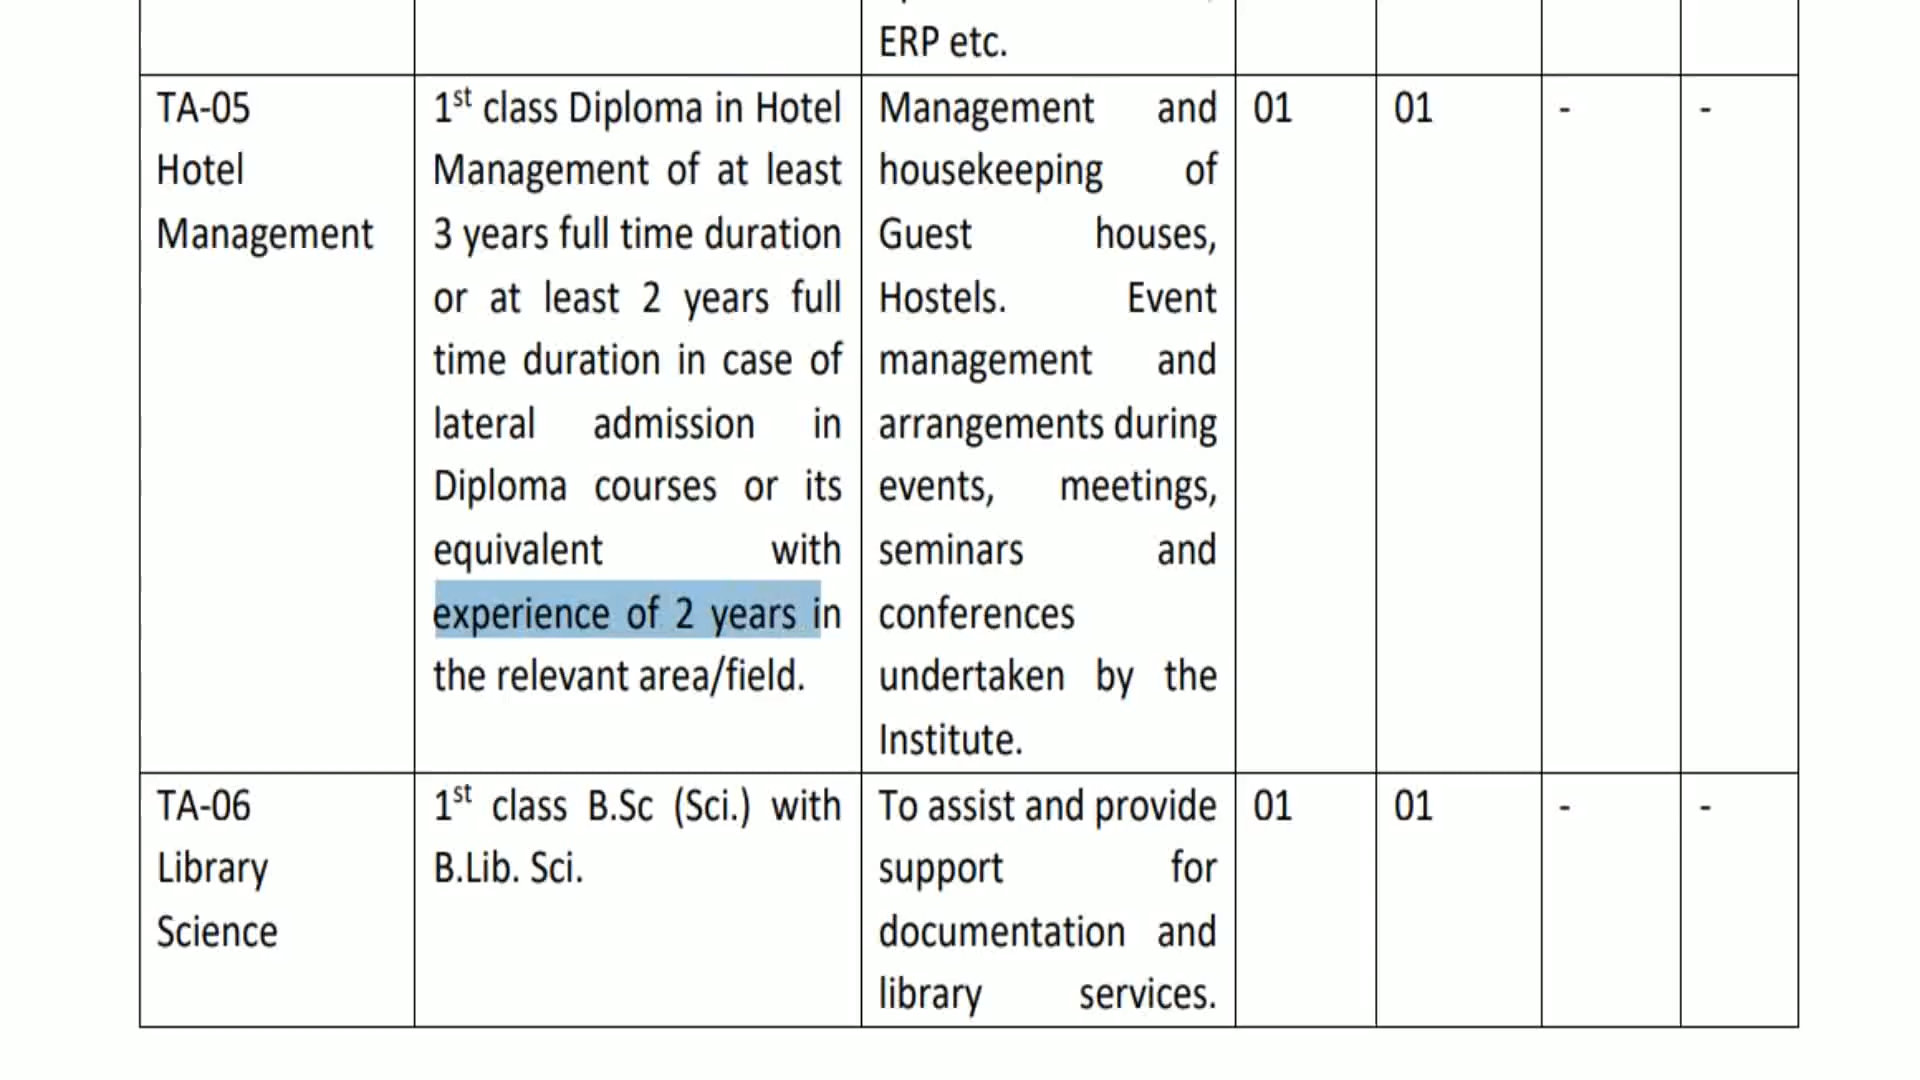 ERP etc.
TA-05
Hotel
Management
1st class Diploma in Hotel
Management of at least
3 years full time duration
or at least 2 years full
time duration in case of
lateral admission in
Diploma courses or its
equivalent with
experience of 2 years in
the relevant area/field.
Management and
housekeeping of
Guest houses,
Hostels. Event
management and
arrangements during
events, meetings,
seminars and
conferences
undertaken by the
Institute.
01
01
-
-
TA-06
Library
Science
1st class B.Sc (Sci.) with
B.Lib. Sci.
To assist and provide
support for
documentation and
library services.
01
01
-
-